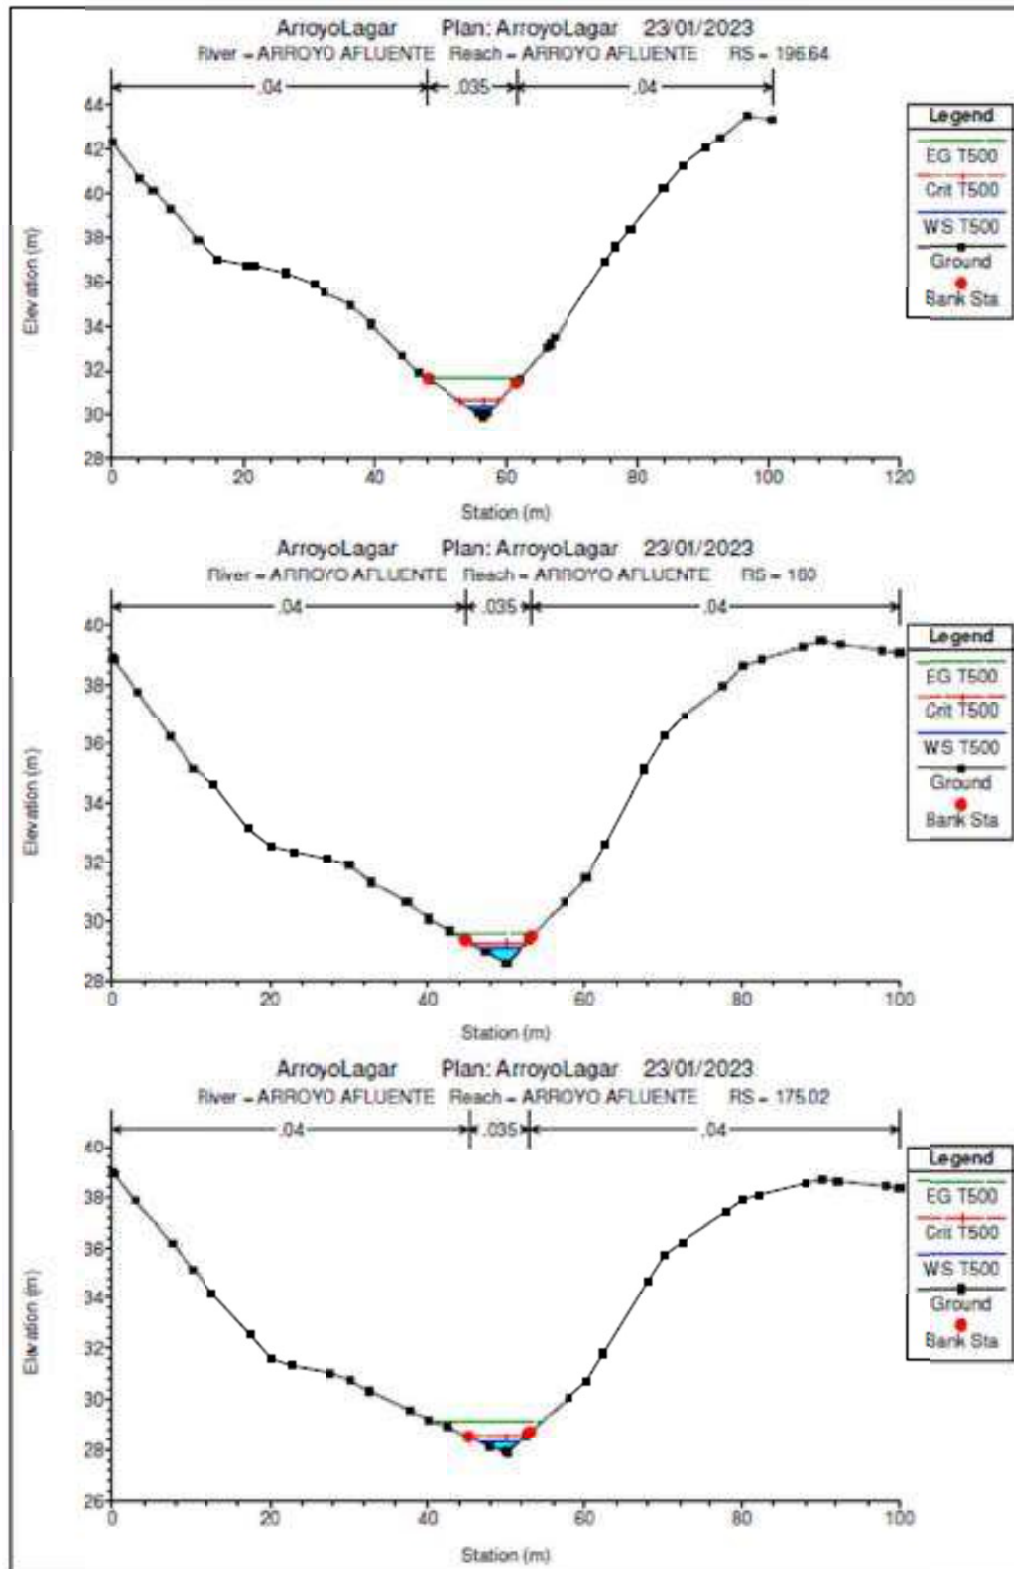 ArroyoLagar Plan: ArroyoLagar 23/01/2023
River = ARROYO AFLUENTE Reach = ARROYO AFLUENTE RS = 196.64
.04 .035 .04
44
42
40
38
36
34
32
30
28
0 20 40 60 80 100 120
Elevation (m)
Station (m)
Legend
EG T500
Crit T500
WS T500
Ground
Bank Sta
ArroyoLagar Plan: ArroyoLagar 23/01/2023
River = ARROYO AFLUENTE Reach = ARROYO AFLUENTE RS = 180
.04 .035 .04
40
38
36
34
32
30
28
0 20 40 60 80 100
Elevation (m)
Station (m)
Legend
EG T500
Crit T500
WS T500
Ground
Bank Sta
ArroyoLagar Plan: ArroyoLagar 23/01/2023
River = ARROYO AFLUENTE Reach = ARROYO AFLUENTE RS = 175.02
.04 .035 .04
40
38
36
34
32
30
28
26
0 20 40 60 80 100
Elevation (m)
Station (m)
Legend
EG T500
Crit T500
WS T500
Ground
Bank Sta